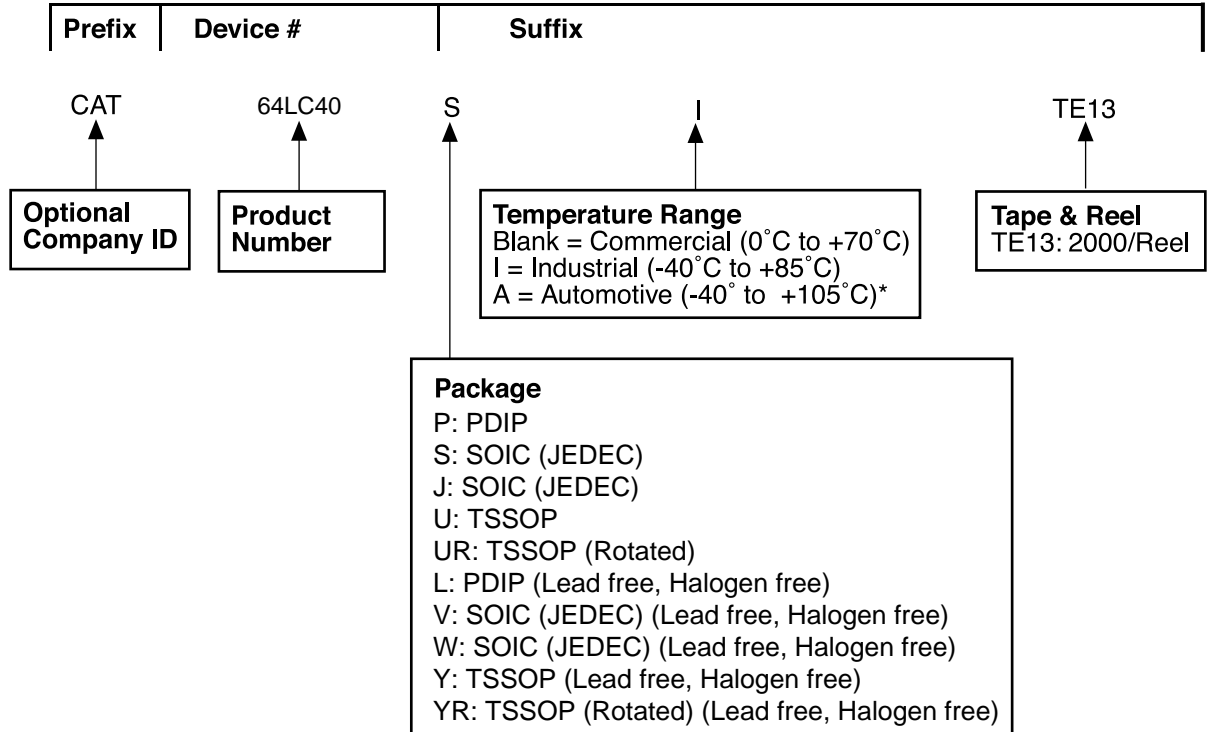 Prefix Device # Suffix
CAT 64LC40 S I TE13
Optional
Company ID
Product
Number
Temperature Range
Blank = Commercial (0˚C to +70˚C)
I = Industrial (-40˚C to +85˚C)
A = Automotive (-40˚ to +105˚C)*
Tape & Reel
TE13: 2000/Reel
Package
P: PDIP
S: SOIC (JEDEC)
J: SOIC (JEDEC)
U: TSSOP
UR: TSSOP (Rotated)
L: PDIP (Lead free, Halogen free)
V: SOIC (JEDEC) (Lead free, Halogen free)
W: SOIC (JEDEC) (Lead free, Halogen free)
Y: TSSOP (Lead free, Halogen free)
YR: TSSOP (Rotated) (Lead free, Halogen free)